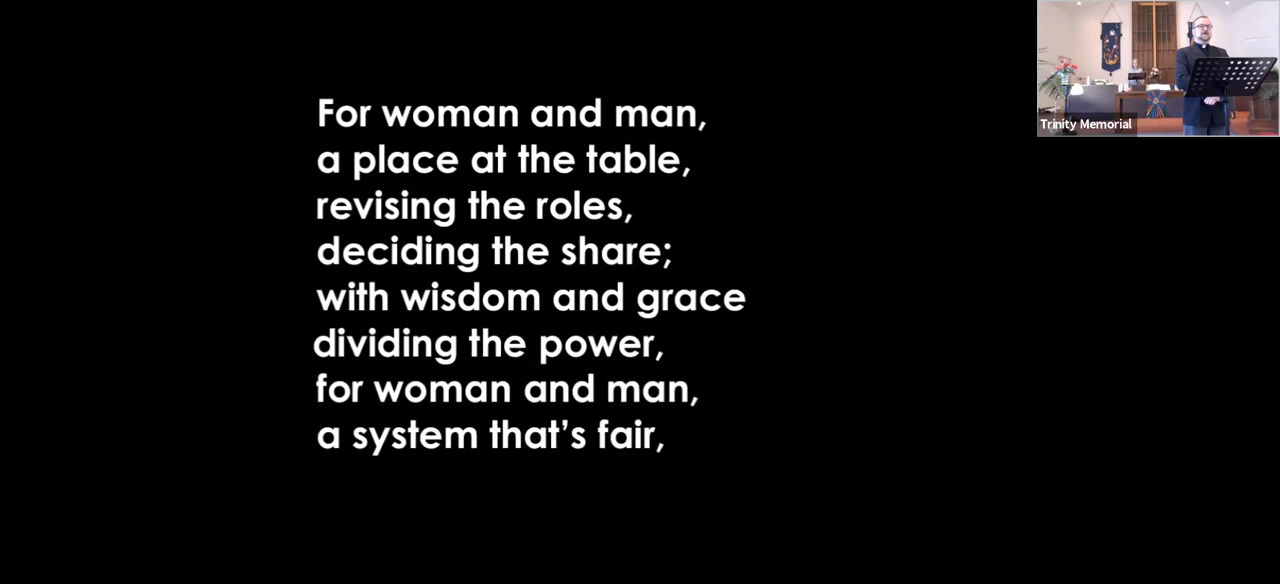 For woman and man,
a place at the table,
revising the roles,
deciding the share;
with wisdom and grace
dividing the power,
for woman and man,
a system that's fair,
Trinity Memorial